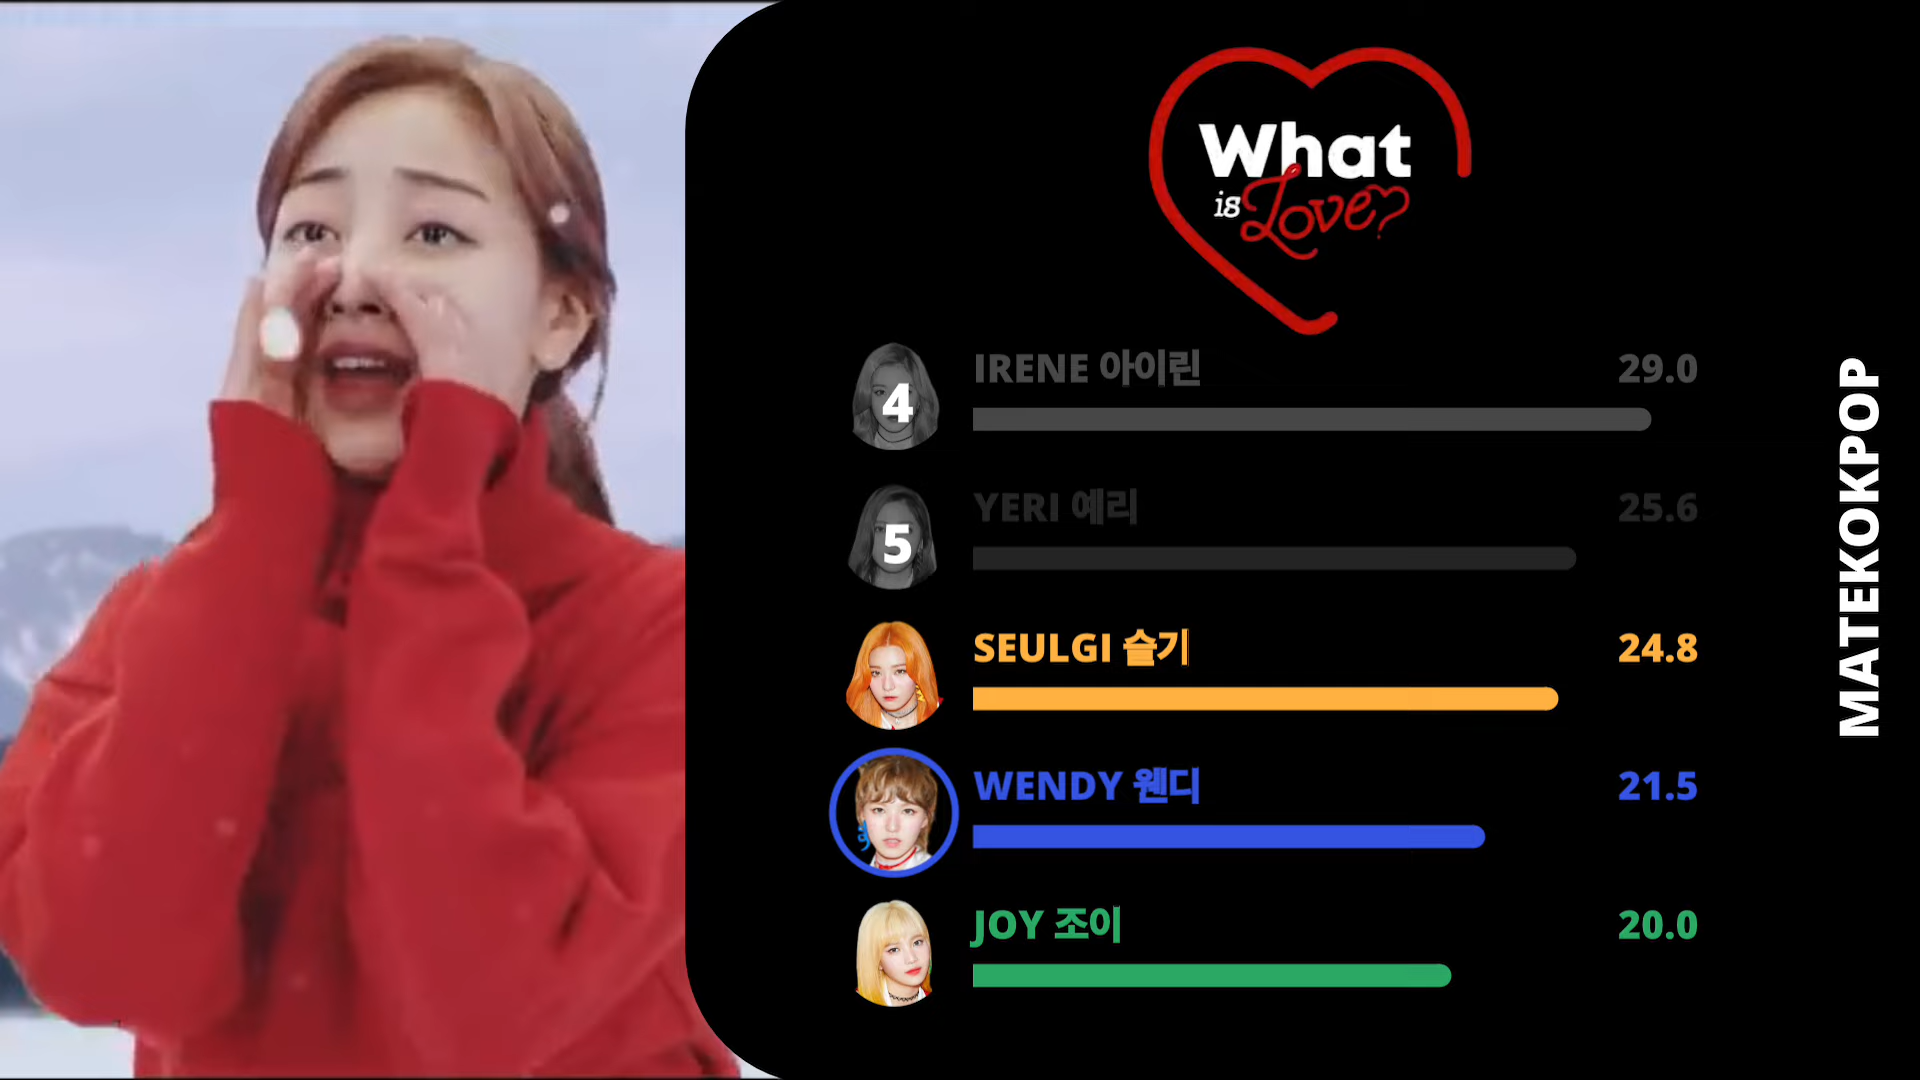 What
is Love?
IRENE 아이린 29.0
4
YERI 예리 25.6
5
SEULGI 슬기 24.8
WENDY 웬디 21.5
JOY 조이 20.0
MATEKOKPOP